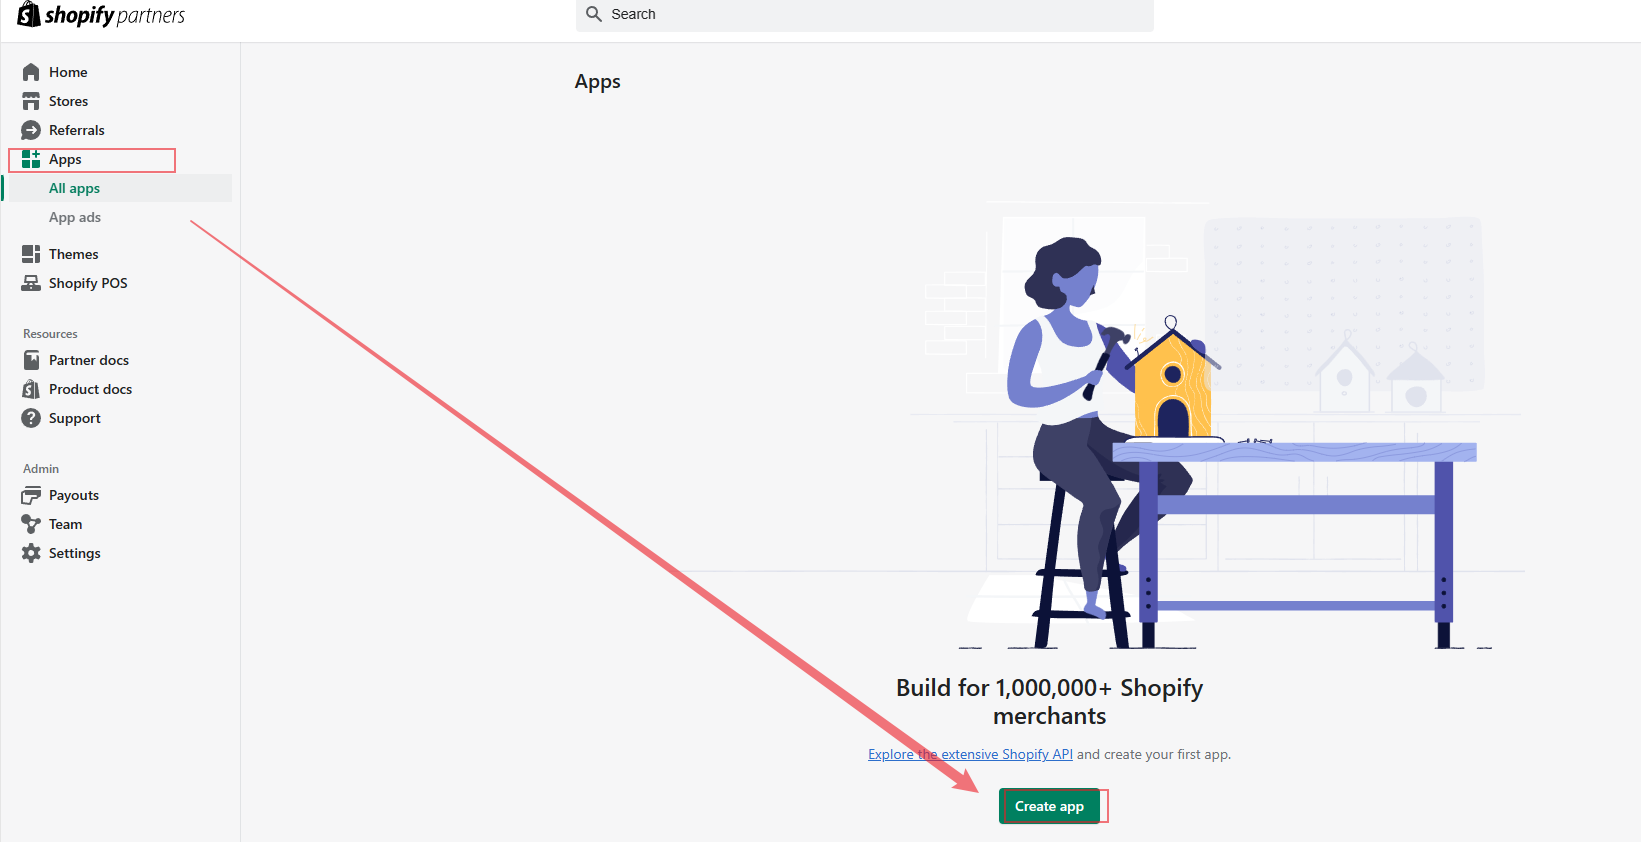 shopify partners
Search
Home
Stores
Referrals
Apps
All apps
App ads
Themes
Shopify POS
Resources
Partner docs
Product docs
Support
Admin
Payouts
Team
Settings
Apps
Build for 1,000,000+ Shopify
merchants
Explore the extensive Shopify API and create your first app.
Create app